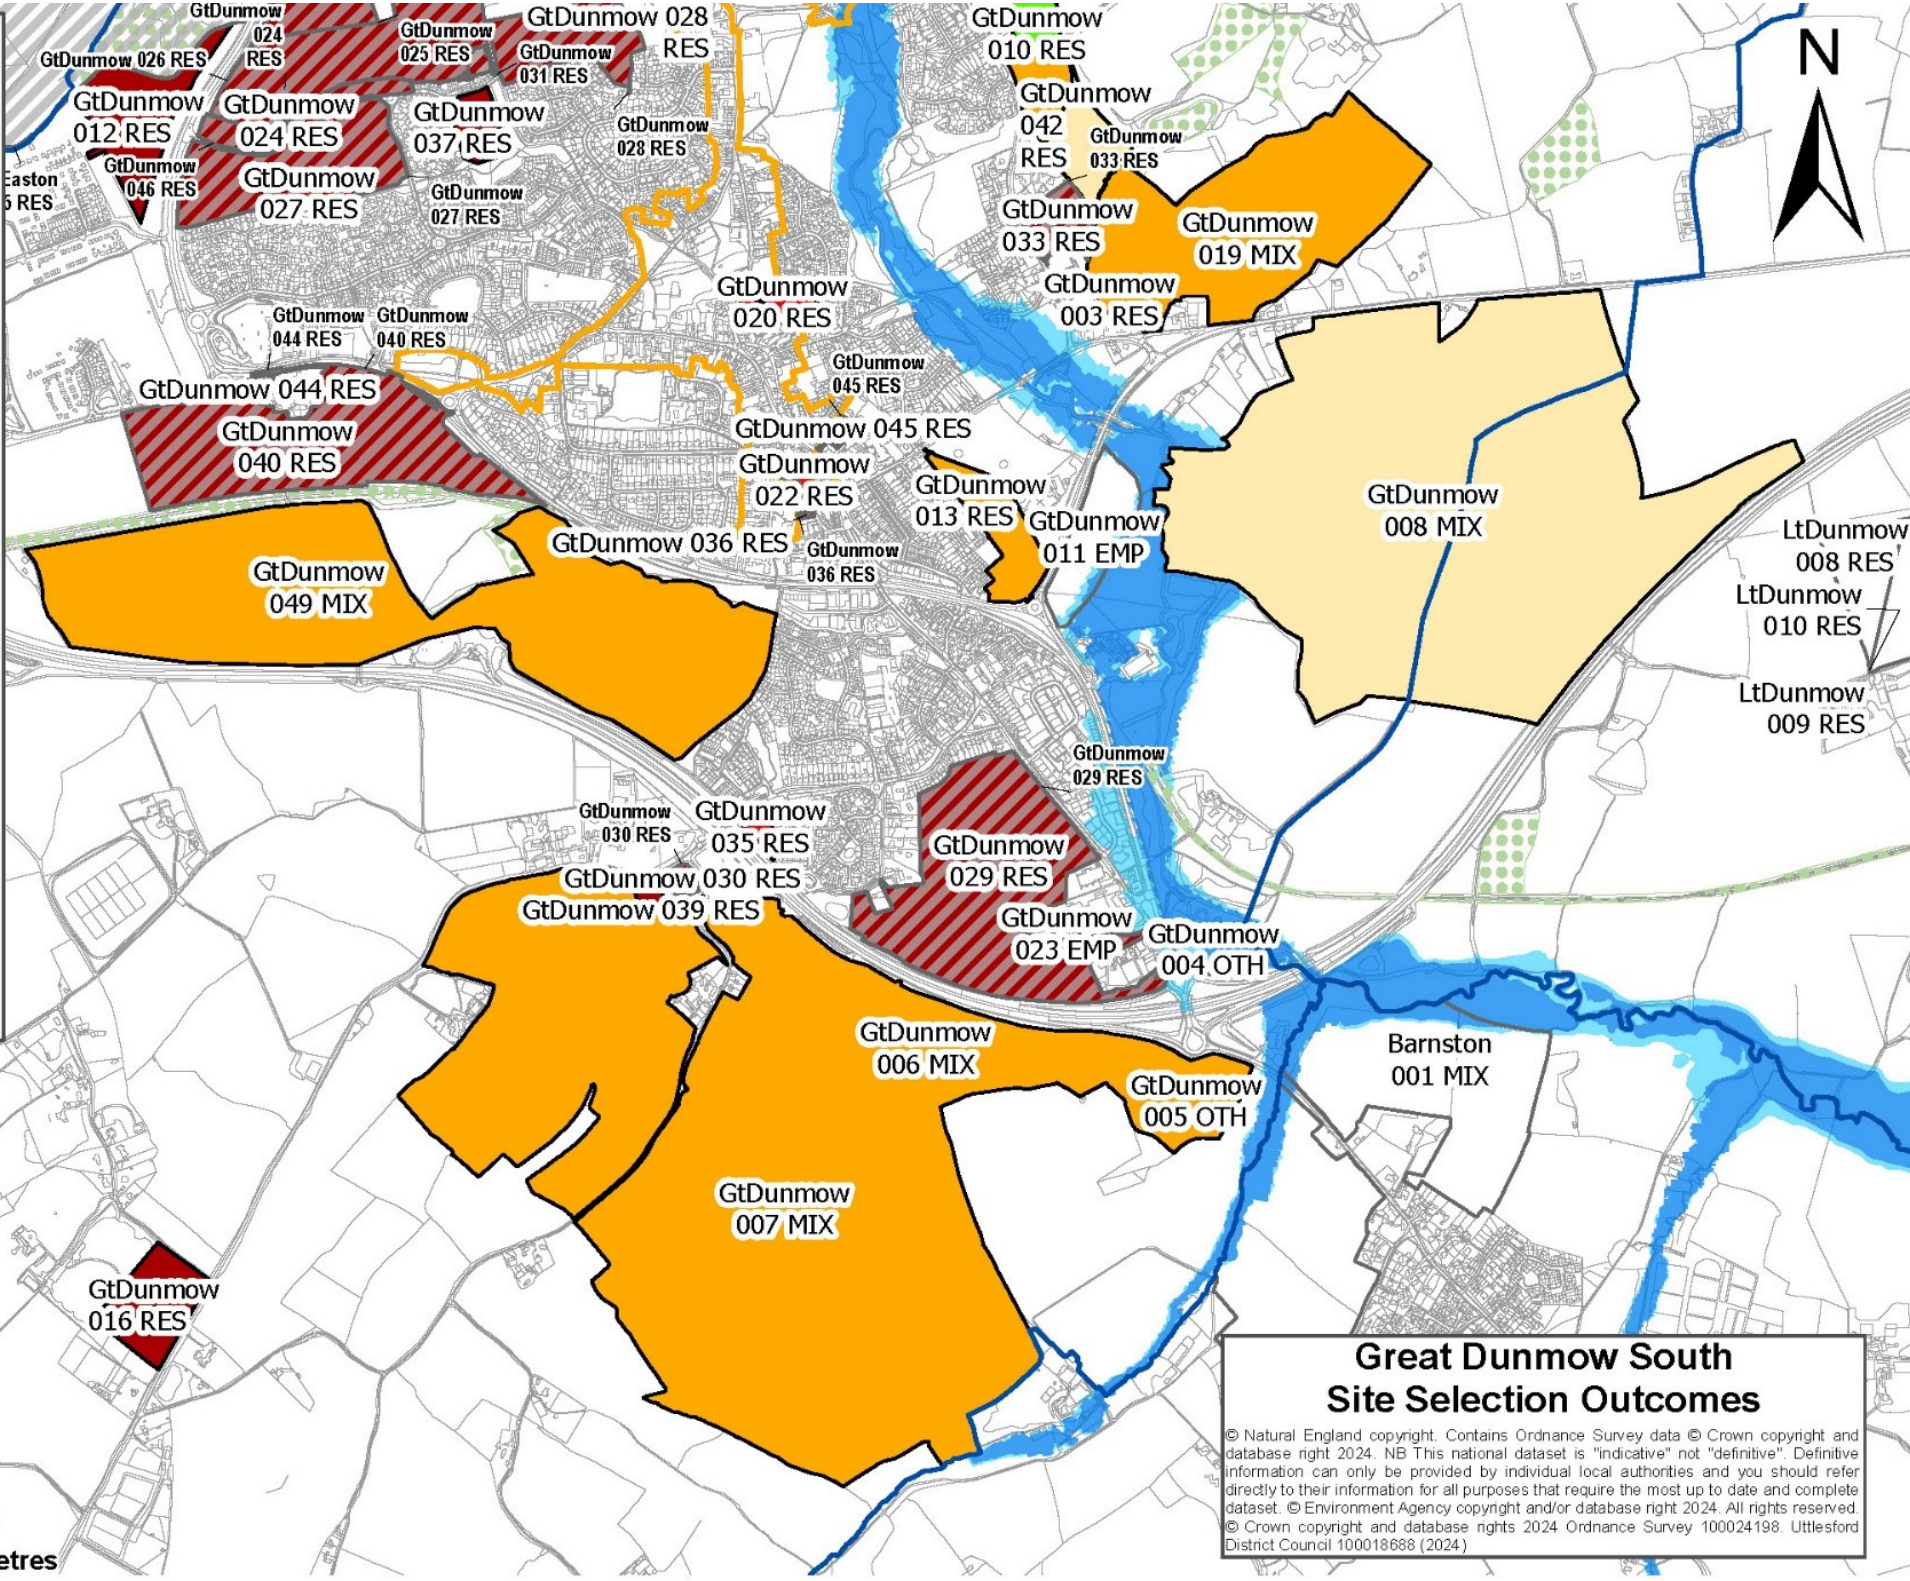 GtDunmow
024
RES
GtDunmow
025 RES
GtDunmow 028
RES
GtDunmow
031 RES
GtDunmow
010 RES
N
GtDunmow 026 RES
GtDunmow
012 RES
GtDunmow
024 RES
GtDunmow
037 RES
GtDunmow
028 RES
GtDunmow
042
RES
GtDunmow
033 RES
GtDunmow
046 RES
Easton
6 RES
GtDunmow
027 RES
GtDunmow
027 RES
GtDunmow
033 RES
GtDunmow
019 MIX
GtDunmow
003 RES
GtDunmow
020 RES
GtDunmow
044 RES
GtDunmow
040 RES
GtDunmow
045 RES
GtDunmow 044 RES
GtDunmow
040 RES
GtDunmow 045 RES
GtDunmow
022 RES
GtDunmow
013 RES
GtDunmow
011 EMP
GtDunmow
008 MIX
GtDunmow 036 RES
GtDunmow
036 RES
LtDunmow
008 RES
LtDunmow
010 RES
LtDunmow
009 RES
GtDunmow
049 MIX
GtDunmow
029 RES
GtDunmow
030 RES
GtDunmow
035 RES
GtDunmow 030 RES
GtDunmow 039 RES
GtDunmow
029 RES
GtDunmow
023 EMP
GtDunmow
004 OTH
GtDunmow
006 MIX
GtDunmow
005 OTH
Barnston
001 MIX
GtDunmow
007 MIX
GtDunmow
016 RES
etres
Great Dunmow South
Site Selection Outcomes
© Natural England copyright. Contains Ordnance Survey data © Crown copyright and
database right 2024. NB This national dataset is "indicative" not "definitive". Definitive
information can only be provided by individual local authorities and you should refer
directly to their information for all purposes that require the most up to date and complete
dataset. © Environment Agency copyright and/or database right 2024. All rights reserved.
© Crown copyright and database rights 2024 Ordnance Survey 100024198. Uttlesford
District Council 100018688 (2024)